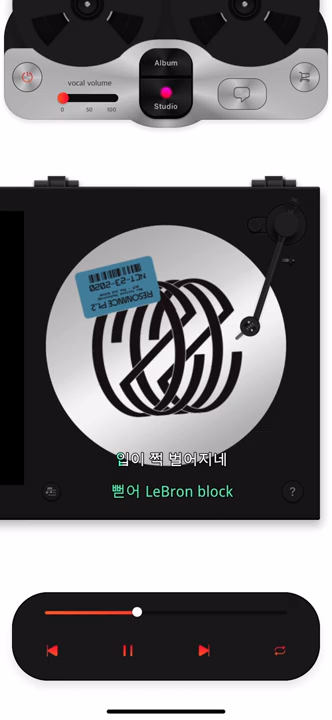 Album
vocal volume
0 50 100
Studio
RESONANCE Pt.2
NCT-23-2020
입이 쩍 벌어지네
뻗어 LeBron block
?